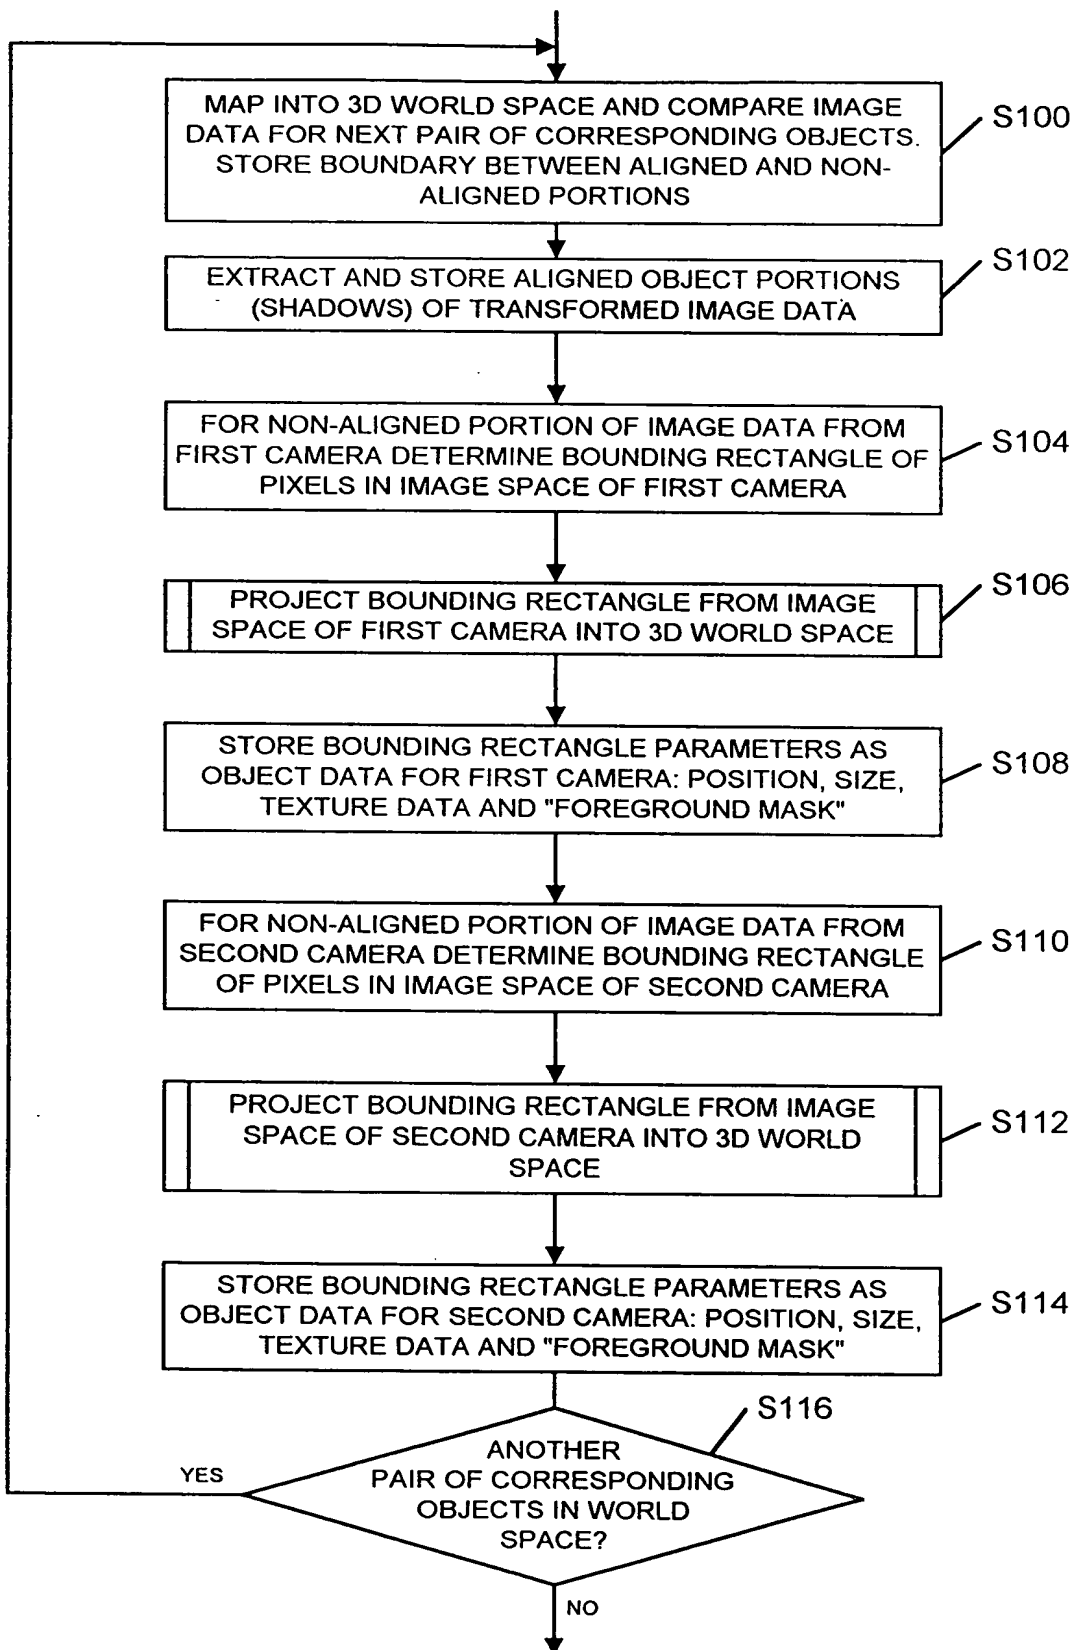 MAP INTO 3D WORLD SPACE AND COMPARE IMAGE
DATA FOR NEXT PAIR OF CORRESPONDING OBJECTS.
STORE BOUNDARY BETWEEN ALIGNED AND NON-
ALIGNED PORTIONS
S100
EXTRACT AND STORE ALIGNED OBJECT PORTIONS
(SHADOWS) OF TRANSFORMED IMAGE DATA
S102
FOR NON-ALIGNED PORTION OF IMAGE DATA FROM
FIRST CAMERA DETERMINE BOUNDING RECTANGLE OF
PIXELS IN IMAGE SPACE OF FIRST CAMERA
S104
PROJECT BOUNDING RECTANGLE FROM IMAGE
SPACE OF FIRST CAMERA INTO 3D WORLD SPACE
S106
STORE BOUNDING RECTANGLE PARAMETERS AS
OBJECT DATA FOR FIRST CAMERA: POSITION, SIZE,
TEXTURE DATA AND "FOREGROUND MASK"
S108
FOR NON-ALIGNED PORTION OF IMAGE DATA FROM
SECOND CAMERA DETERMINE BOUNDING RECTANGLE
OF PIXELS IN IMAGE SPACE OF SECOND CAMERA
S110
PROJECT BOUNDING RECTANGLE FROM IMAGE
SPACE OF SECOND CAMERA INTO 3D WORLD
SPACE
S112
STORE BOUNDING RECTANGLE PARAMETERS AS
OBJECT DATA FOR SECOND CAMERA: POSITION, SIZE,
TEXTURE DATA AND "FOREGROUND MASK"
S114
S116
ANOTHER
PAIR OF CORRESPONDING
OBJECTS IN WORLD
SPACE?
YES
NO